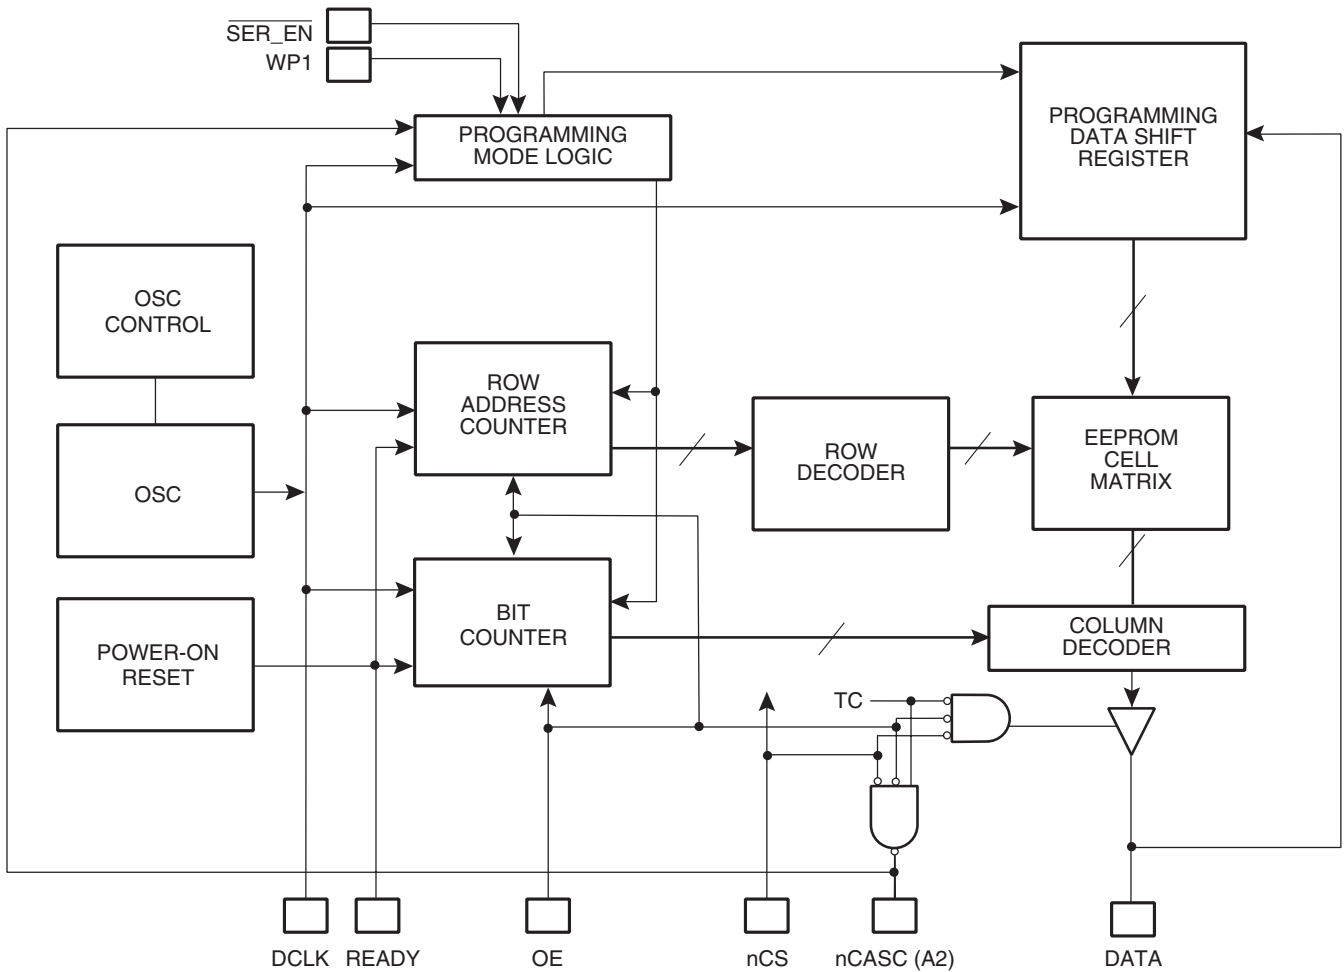 SER_EN
WP1
PROGRAMMING
MODE LOGIC
PROGRAMMING
DATA SHIFT
REGISTER
OSC
CONTROL
ROW
ADDRESS
COUNTER
ROW
DECODER
EEPROM
CELL
MATRIX
OSC
BIT
COUNTER
COLUMN
DECODER
POWER-ON
RESET
TC
DCLK
READY
OE
nCS
nCASC (A2)
DATA